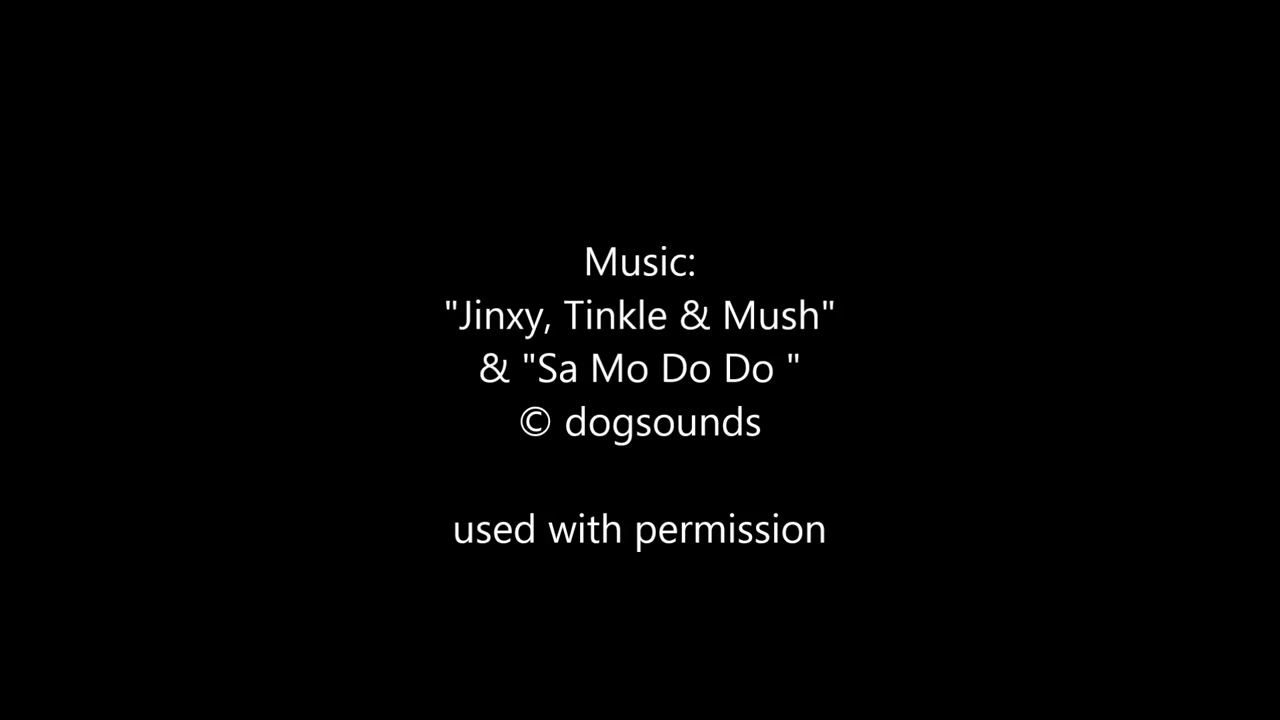 Music:
"Jinxy, Tinkle & Mush"
& "Sa Mo Do Do "
© dogsounds
used with permission